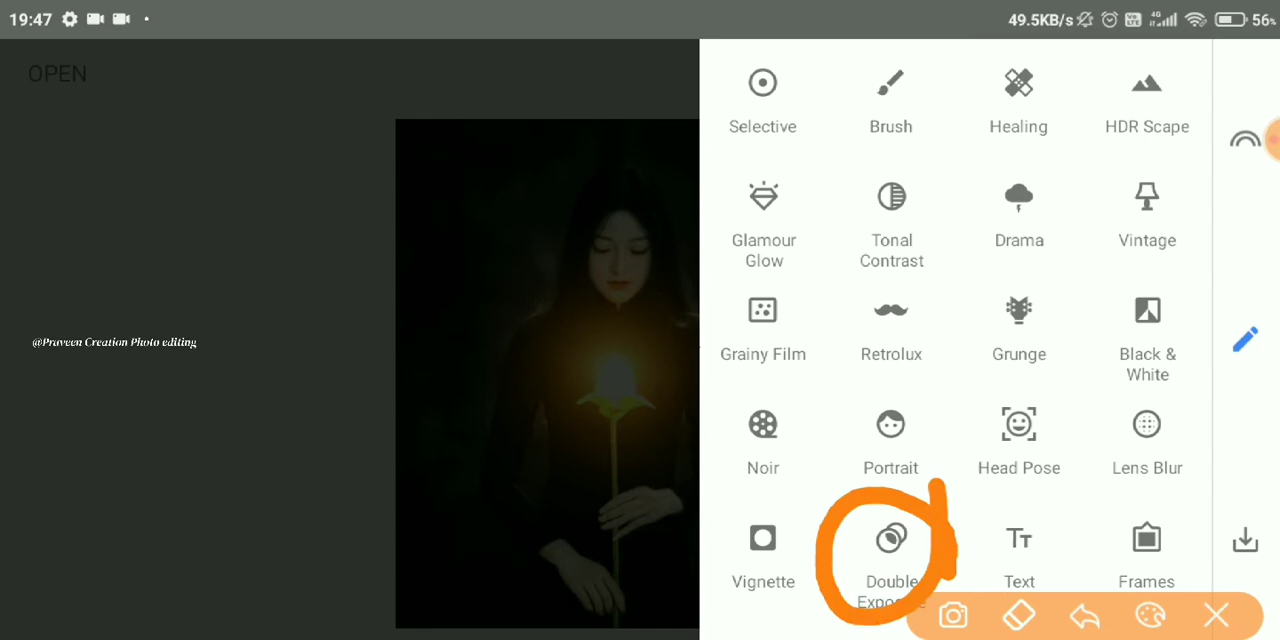 19:47
49.5KB/s
4G
56%
OPEN
Selective
Brush
Healing
HDR Scape
Glamour
Glow
Tonal
Contrast
Drama
Vintage
@Praveen Creation Photo editing
Grainy Film
Retrolux
Grunge
Black &
White
Noir
Portrait
Head Pose
Lens Blur
Vignette
Double
Text
Frames